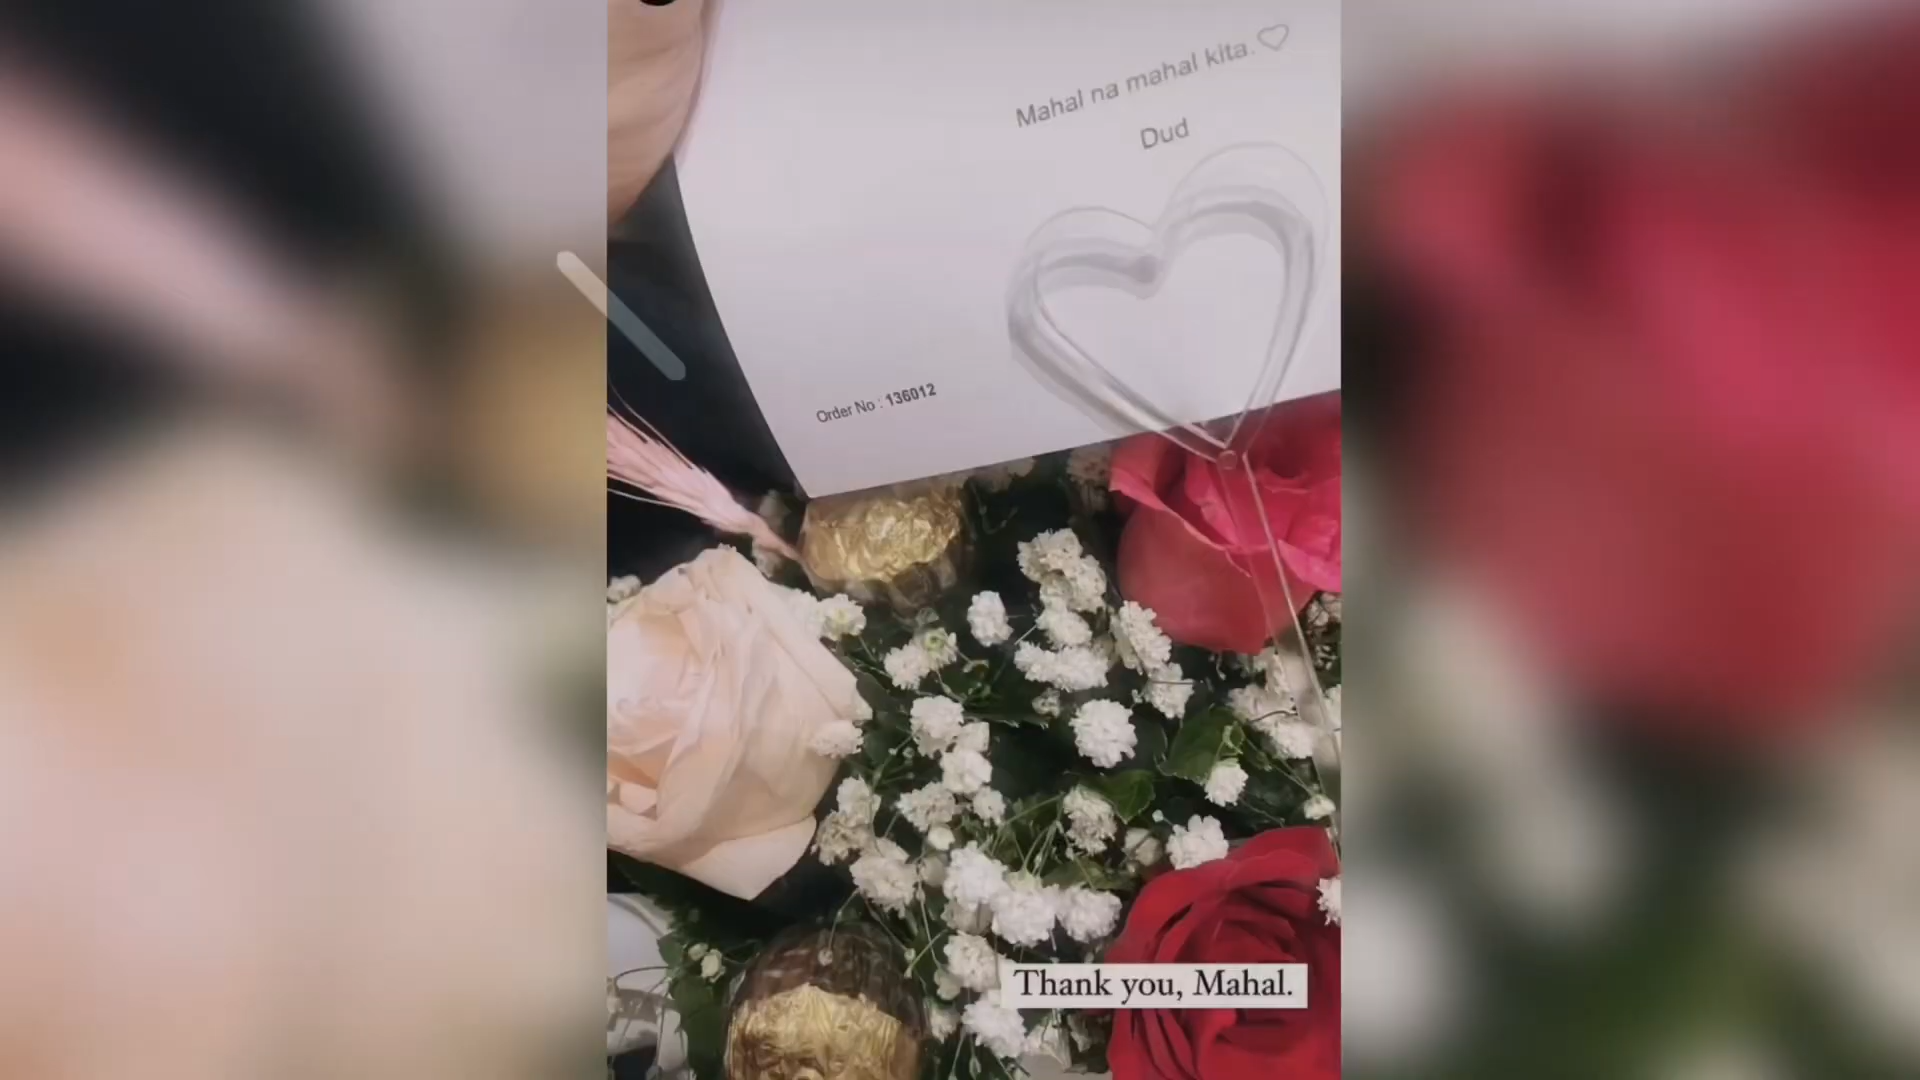 Mahal na mahal kita.♡
Dud
Order No : 136012
Thank you, Mahal.